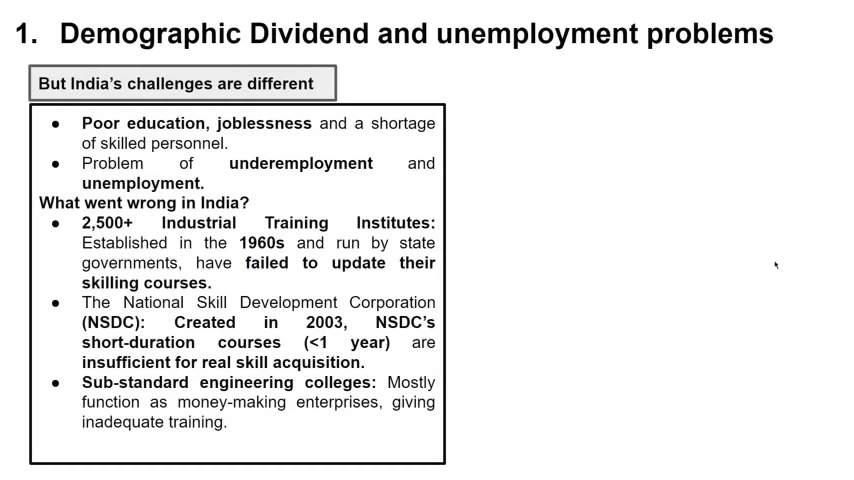 1. Demographic Dividend and unemployment problems
But India's challenges are different
● Poor education, joblessness and a shortage
of skilled personnel.
● Problem of underemployment and
unemployment.
What went wrong in India?
● 2,500+ Industrial Training Institutes:
Established in the 1960s and run by state
governments, have failed to update their
skilling courses.
● The National Skill Development Corporation
(NSDC): Created in 2003, NSDC's
short-duration courses (<1 year) are
insufficient for real skill acquisition.
● Sub-standard engineering colleges: Mostly
function as money-making enterprises, giving
inadequate training.